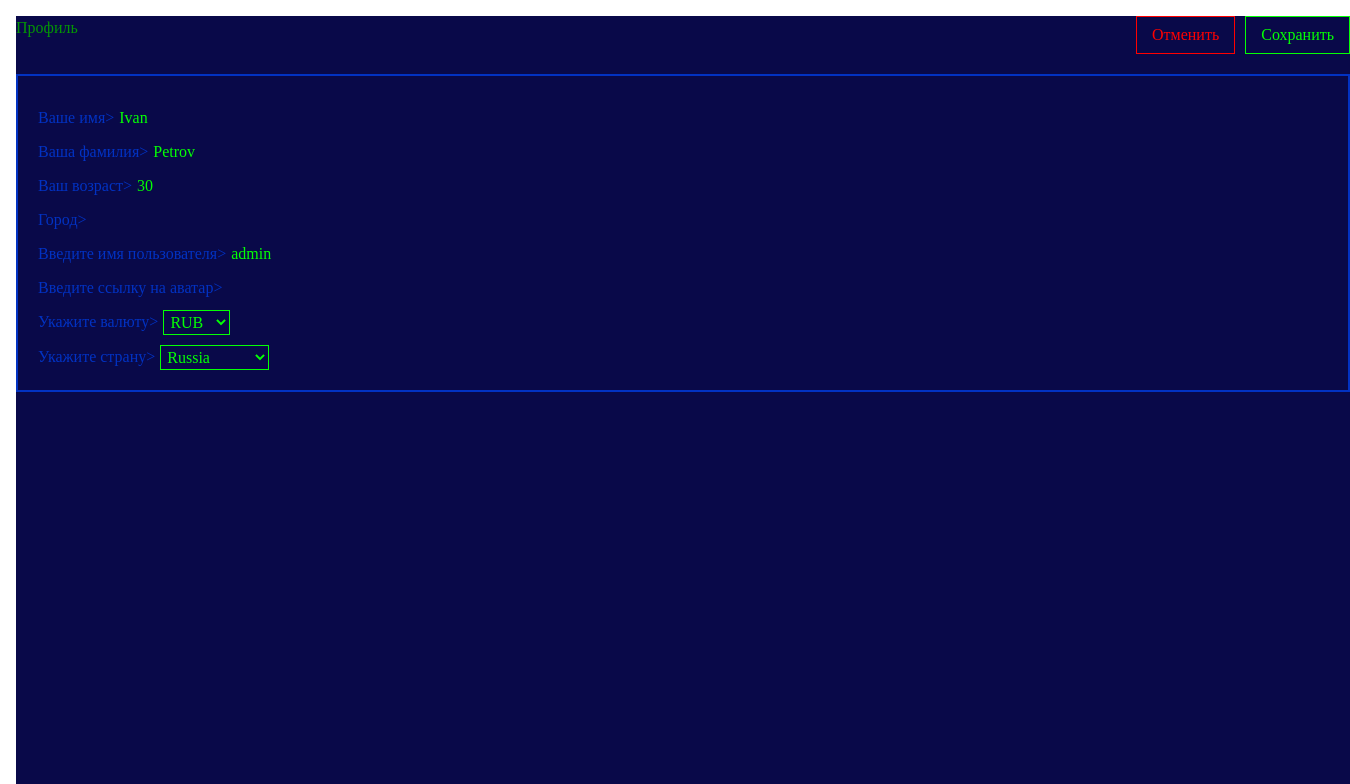 Профиль
Отменить
Сохранить
Ваше имя> Ivan
Ваша фамилия> Petrov
Ваш возраст> 30
Город>
Введите имя пользователя> admin
Введите ссылку на аватар>
Укажите валюту> RUB
Укажите страну> Russia